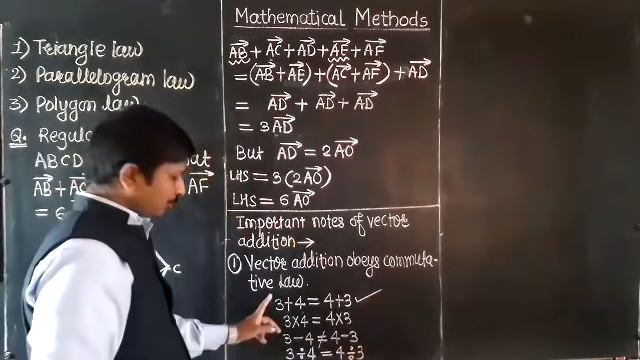 1) Triangle law
2) Parallelogram law
3) Polygon law
Q. Regul
ABCD at
AB→ + A AF→
= 6
C
Mathematical Methods
AB→ + AC→ + AD→ + AE→ + AF→
= (AB→ + AE→) + (AC→ + AF→) + AD→
= AD→ + AD→ + AD→
= 3AD→
But AD→ = 2AO→
LHS = 3(2AO→)
LHS = 6AO→
Important notes of vector
addition→
① Vector addition obeys commuta-
tive law.
3+4 = 4+3 ✓
3×4 = 4×3
3-4 ≠ 4-3
3÷4 = 4÷3